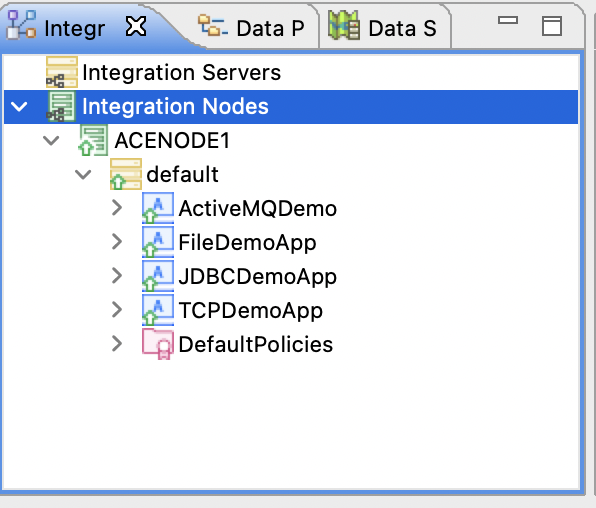 Integr Data P Data S
Integration Servers
Integration Nodes
ACENODE1
default
ActiveMQDemo
FileDemoApp
JDBCDemoApp
TCPDemoApp
DefaultPolicies